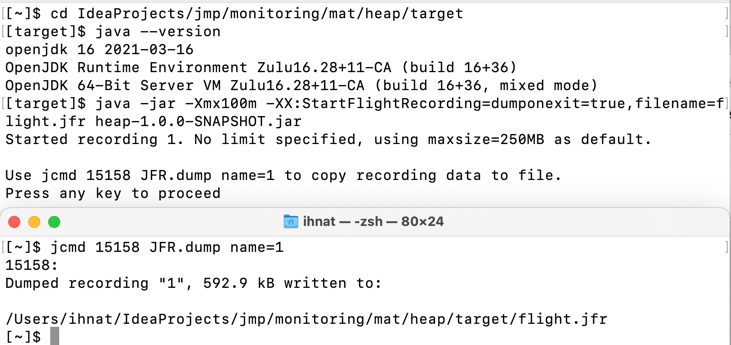 [~]$ cd IdeaProjects/jmp/monitoring/mat/heap/target
[target]$ java --version
openjdk 16 2021-03-16
OpenJDK Runtime Environment Zulu16.28+11-CA (build 16+36)
OpenJDK 64-Bit Server VM Zulu16.28+11-CA (build 16+36, mixed mode)
[target]$ java -jar -Xmx100m -XX:StartFlightRecording=dumponexit=true,filename=f
light.jfr heap-1.0.0-SNAPSHOT.jar
Started recording 1. No limit specified, using maxsize=250MB as default.
Use jcmd 15158 JFR.dump name=1 to copy recording data to file.
Press any key to proceed
ihnat — -zsh — 80×24
[~]$ jcmd 15158 JFR.dump name=1
15158:
Dumped recording "1", 592.9 kB written to:
/Users/ihnat/IdeaProjects/jmp/monitoring/mat/heap/target/flight.jfr
[~]$